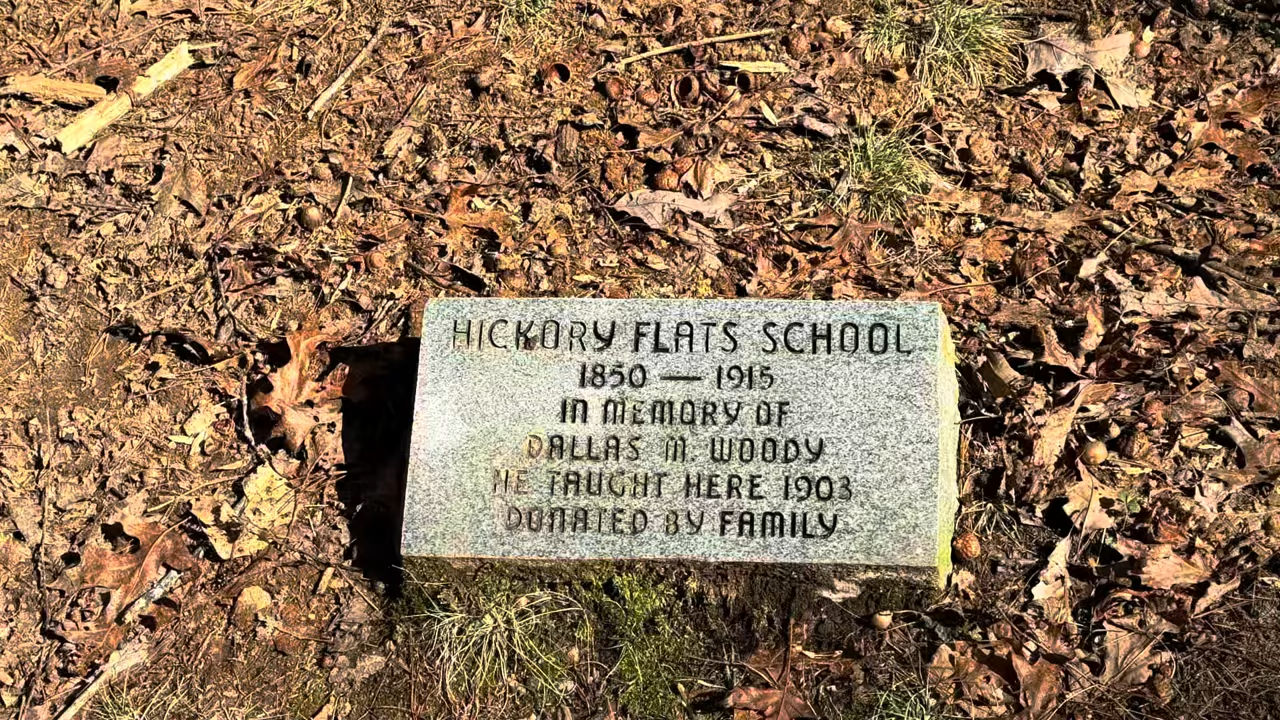 HICKORY FLATS SCHOOL
1850 — 1915
IN MEMORY OF
DALLAS M. WOODY
HE TAUGHT HERE 1903
DONATED BY FAMILY